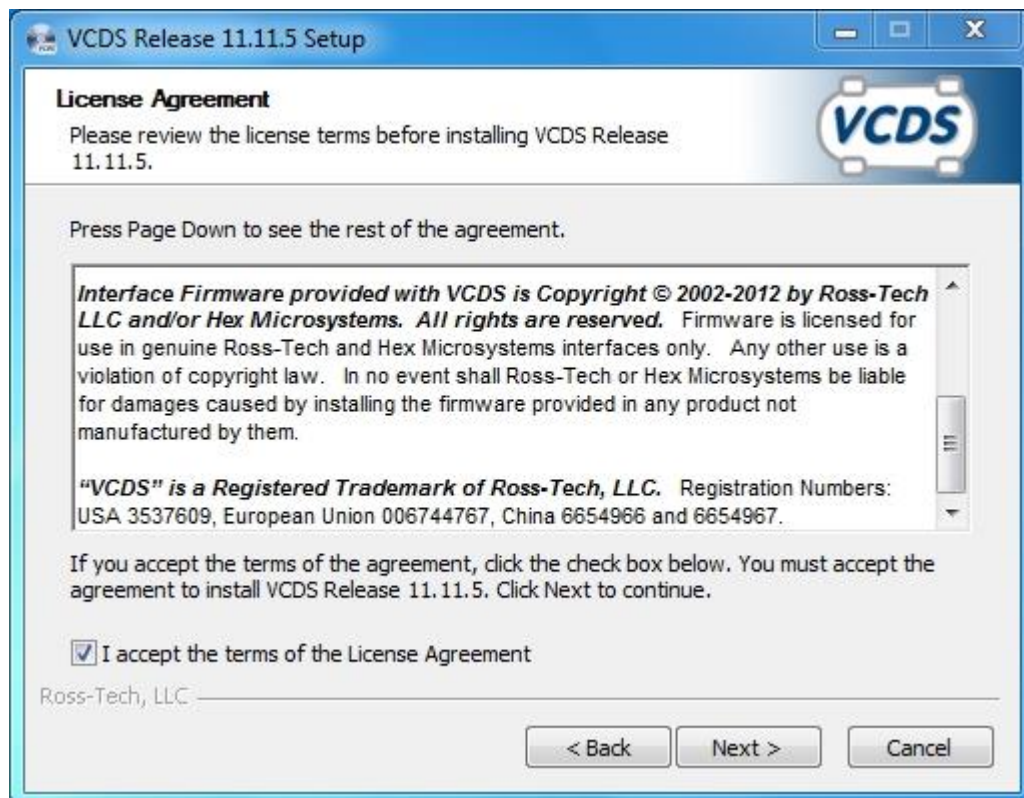 VCDS Release 11.11.5 Setup
License Agreement
Please review the license terms before installing VCDS Release
11.11.5.
VCDS
Press Page Down to see the rest of the agreement.
Interface Firmware provided with VCDS is Copyright © 2002-2012 by Ross-Tech
LLC and/or Hex Microsystems. All rights are reserved. Firmware is licensed for
use in genuine Ross-Tech and Hex Microsystems interfaces only. Any other use is a
violation of copyright law. In no event shall Ross-Tech or Hex Microsystems be liable
for damages caused by installing the firmware provided in any product not
manufactured by them.
“VCDS” is a Registered Trademark of Ross-Tech, LLC. Registration Numbers:
USA 3537609, European Union 006744767, China 6654966 and 6654967.
If you accept the terms of the agreement, click the check box below. You must accept the
agreement to install VCDS Release 11.11.5. Click Next to continue.
I accept the terms of the License Agreement
Ross-Tech, LLC
< Back Next > Cancel